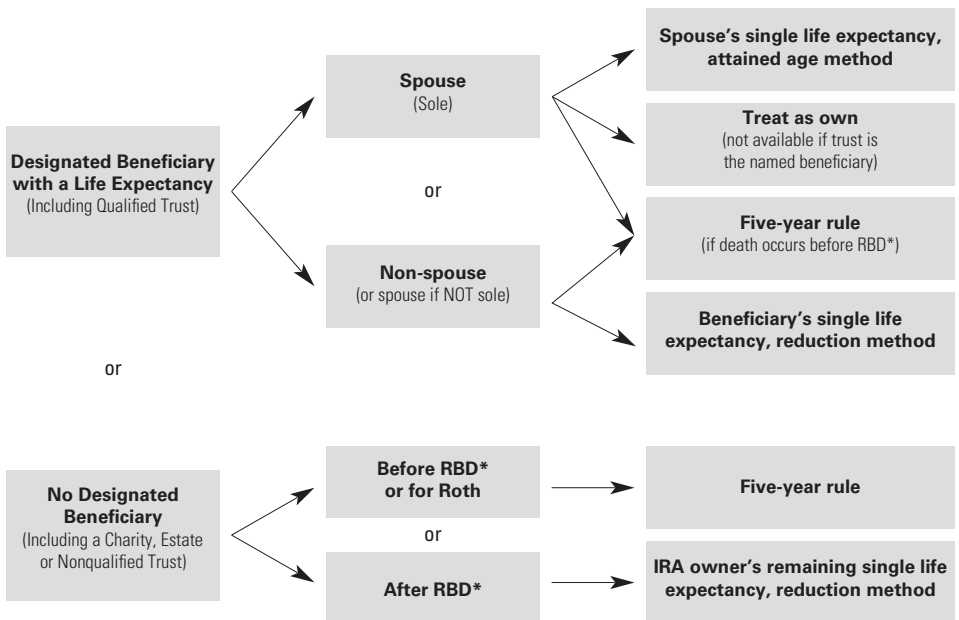 Designated Beneficiary
with a Life Expectancy
(Including Qualified Trust)
or
No Designated
Beneficiary
(Including a Charity, Estate
or Nonqualified Trust)
Spouse
(Sole)
or
Non-spouse
(or spouse if NOT sole)
Before RBD*
or for Roth
or
After RBD*
Spouse's single life expectancy,
attained age method
Treat as own
(not available if trust is
the named beneficiary)
Five-year rule
(if death occurs before RBD*)
Beneficiary's single life
expectancy, reduction method
Five-year rule
IRA owner's remaining single life
expectancy, reduction method